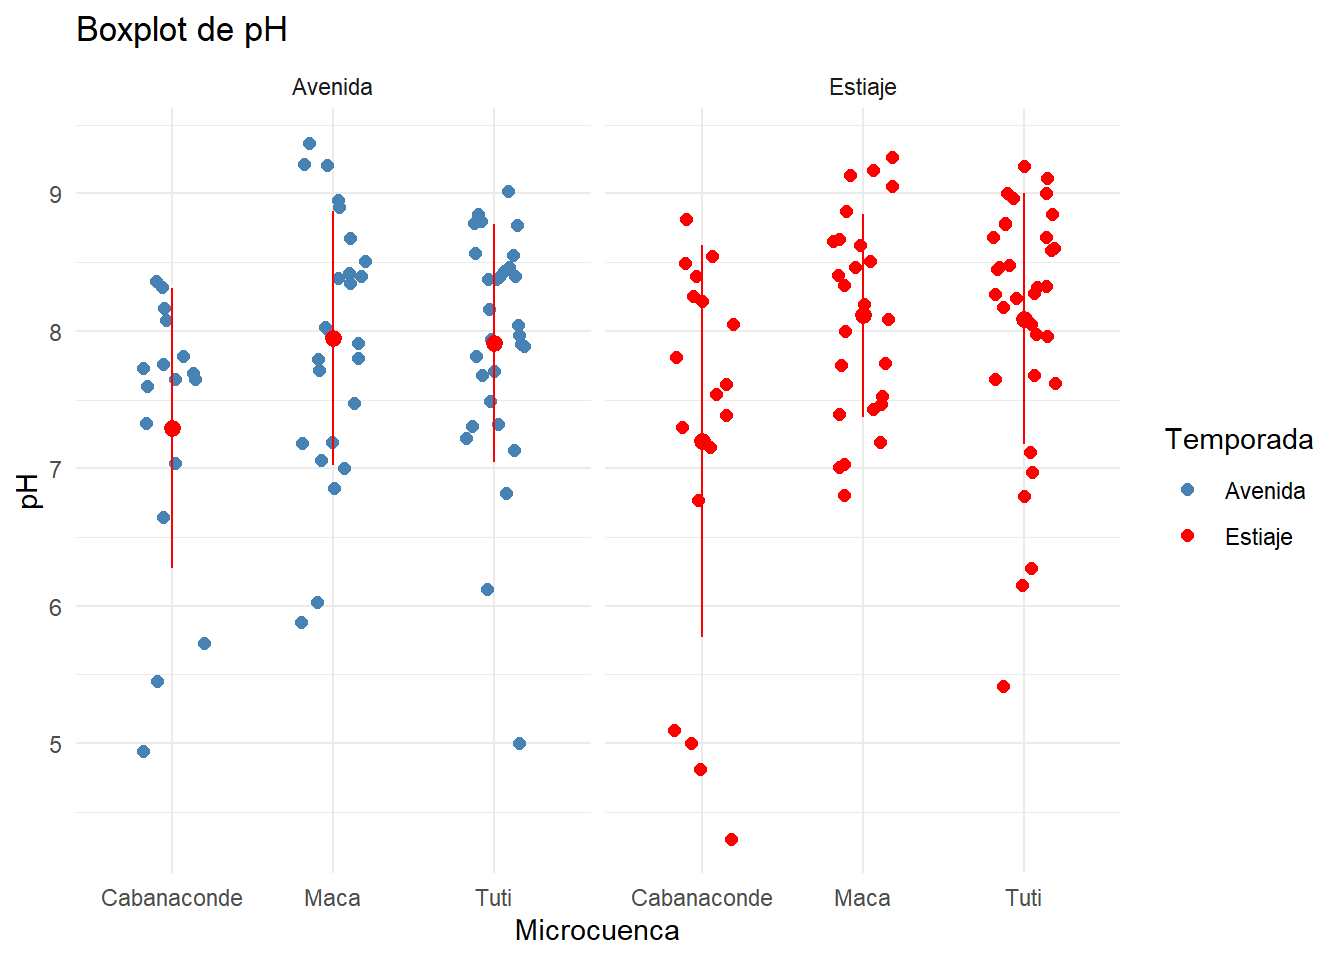 Boxplot de pH
Avenida
Estiaje
9
8
7
6
5
pH
Cabanaconde
Maca
Tuti
Cabanaconde
Maca
Tuti
Microcuenca
Temporada
Avenida
Estiaje